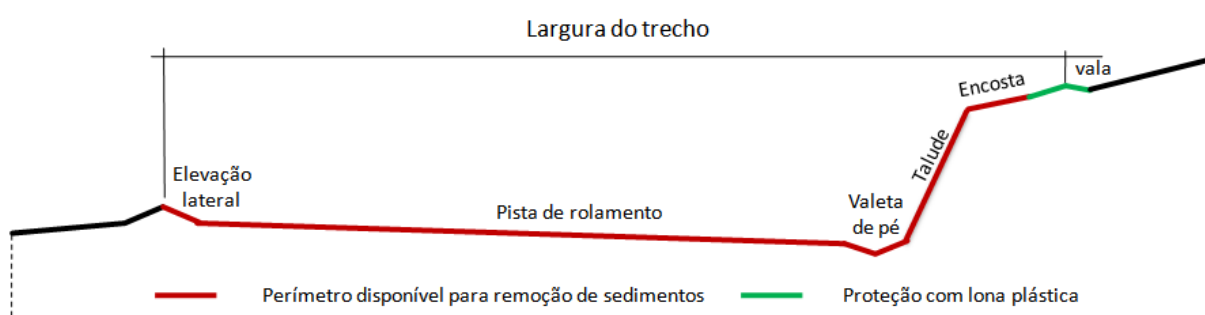 Largura do trecho
vala
Encosta
Talude
Elevação
lateral
Valeta
de pé
Pista de rolamento
Perímetro disponível para remoção de sedimentos
Proteção com lona plástica